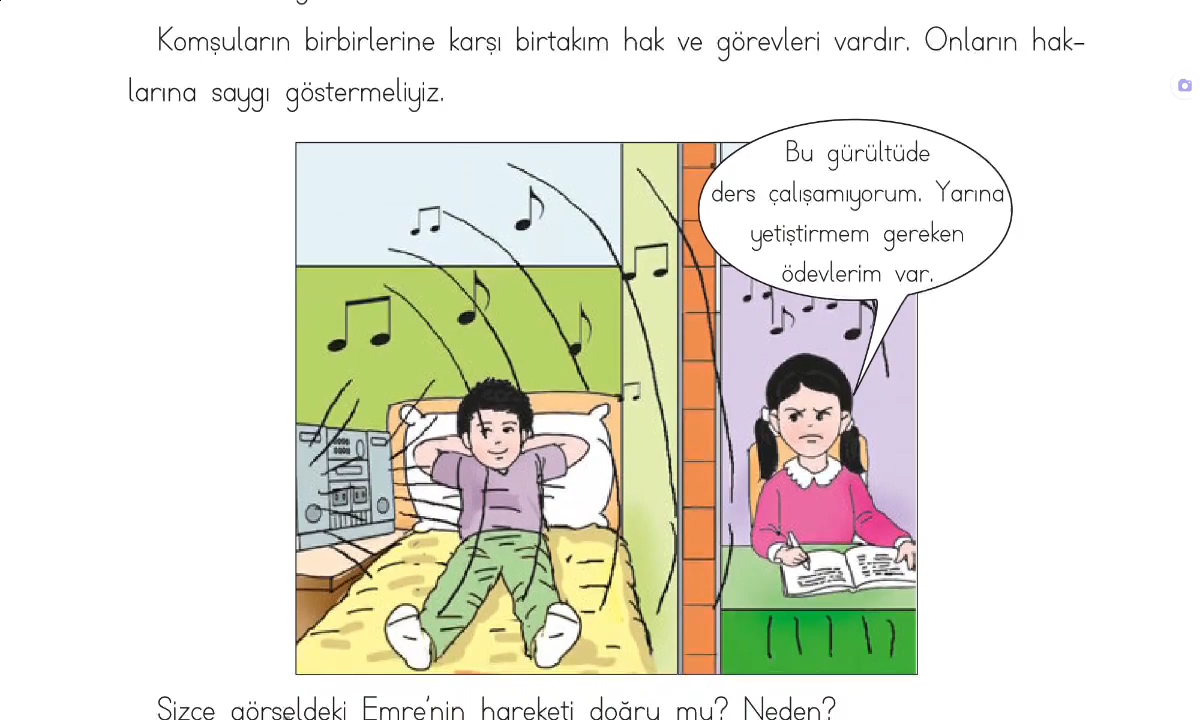 Komşuların birbirlerine karşı birtakım hak ve görevleri vardır. Onların hak-
larına saygı göstermeliyiz.
Bu gürültüde
ders çalışamıyorum. Yarına
yetiştirmem gereken
ödevlerim var.
Sizce görseldeki Emre'nin hareketi doğru mu? Neden?